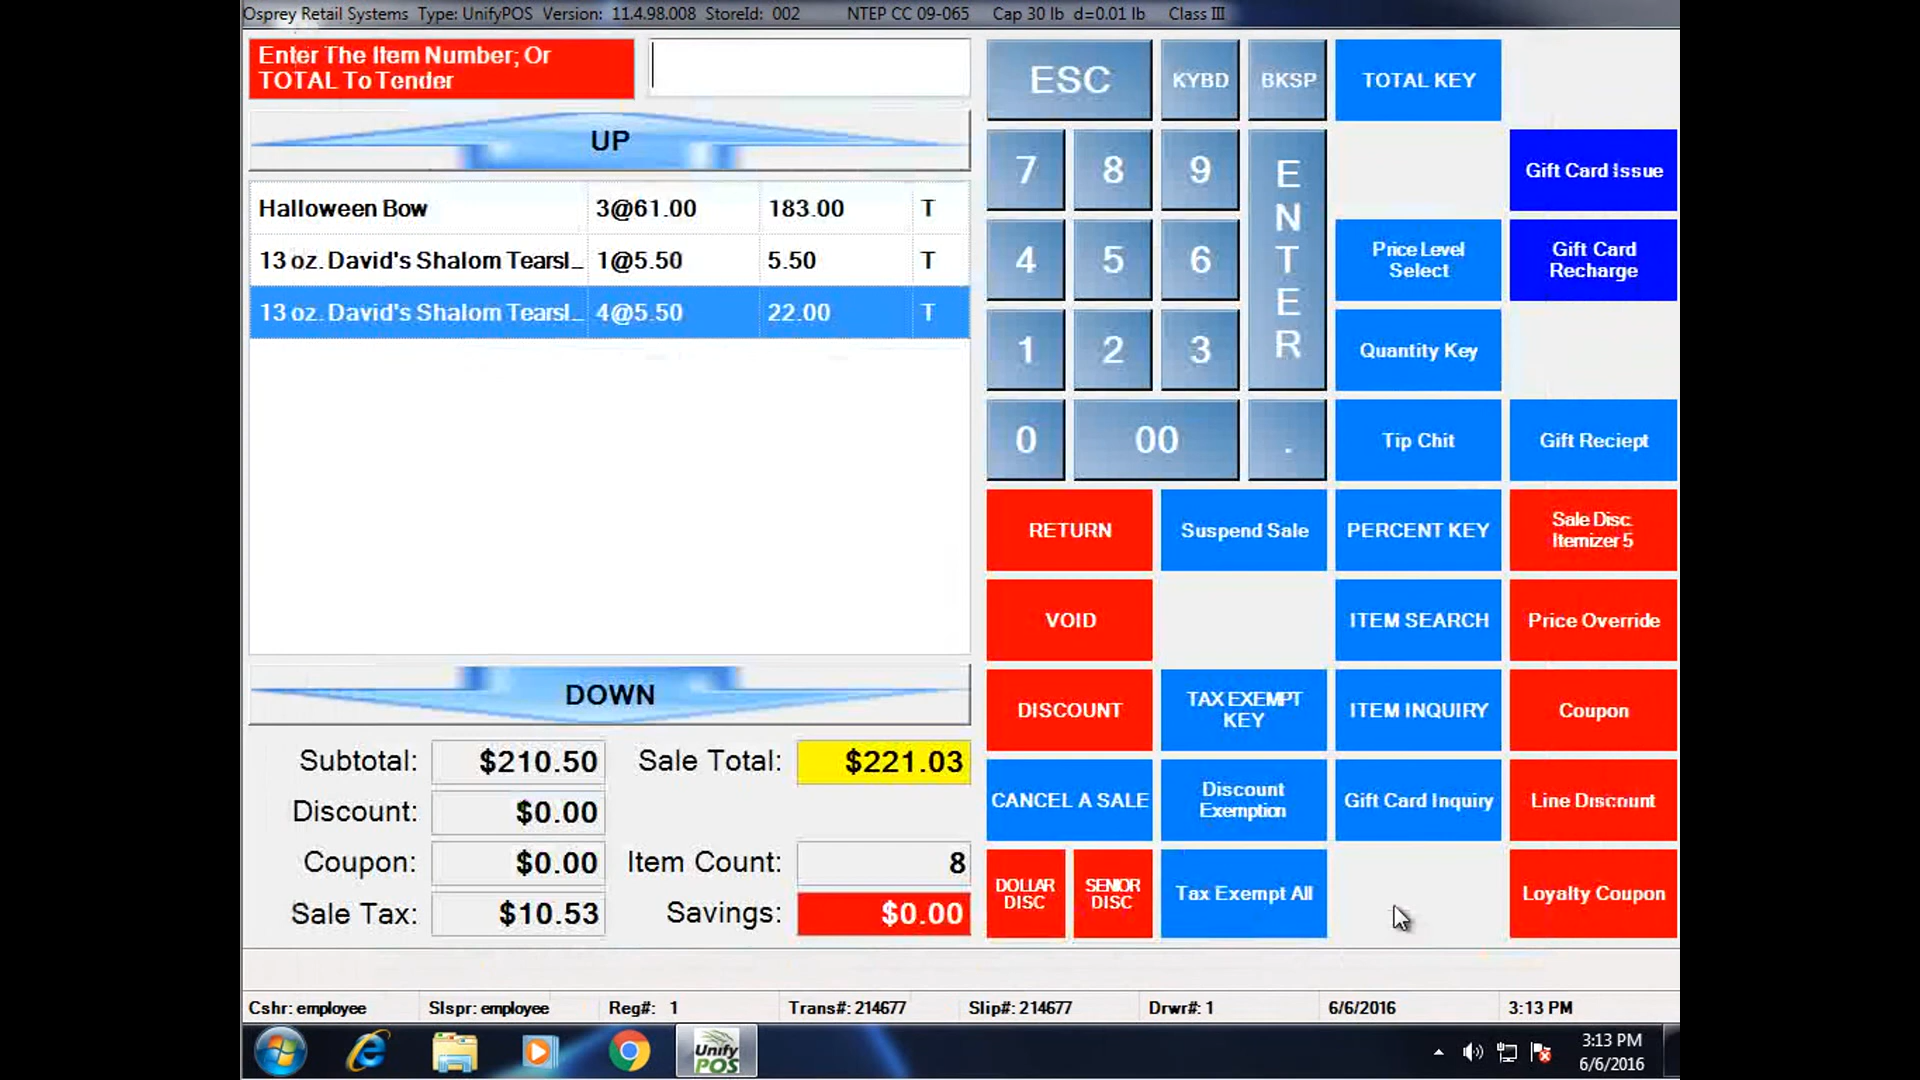 Osprey Retail Systems Type: UnifyPOS Version: 11.4.98.008 StoreId: 002 NTEP CC 09-065 Cap 30 lb d=0.01 lb Class III
Enter The Item Number; Or
TOTAL To Tender
ESC KYBD BKSP TOTAL KEY
UP
7 8 9 ENTER Gift Card Issue
Halloween Bow 3@61.00 183.00 T
13 oz. David's Shalom Tearsl... 1@5.50 5.50 T
13 oz. David's Shalom Tearsl... 4@5.50 22.00 T
4 5 6
Price Level
Select
Gift Card
Recharge
1 2 3 Quantity Key
0 00 . Tip Chit Gift Reciept
RETURN Suspend Sale PERCENT KEY
Sale Disc.
Itemizer 5
VOID ITEM SEARCH Price Override
DOWN
DISCOUNT
TAX EXEMPT
KEY
ITEM INQUIRY Coupon
Subtotal: $210.50 Sale Total: $221.03
Discount: $0.00
Coupon: $0.00 Item Count: 8
Sale Tax: $10.53 Savings: $0.00
CANCEL A SALE
Discount
Exemption
Gift Card Inquiry Line Discount
DOLLAR
DISC
SENIOR
DISC
Tax Exempt All Loyalty Coupon
Cshr: employee Slspr: employee Reg#: 1 Trans#: 214677 Slip#: 214677 Drwr#: 1 6/6/2016 3:13 PM
Unify
POS
3:13 PM
6/6/2016